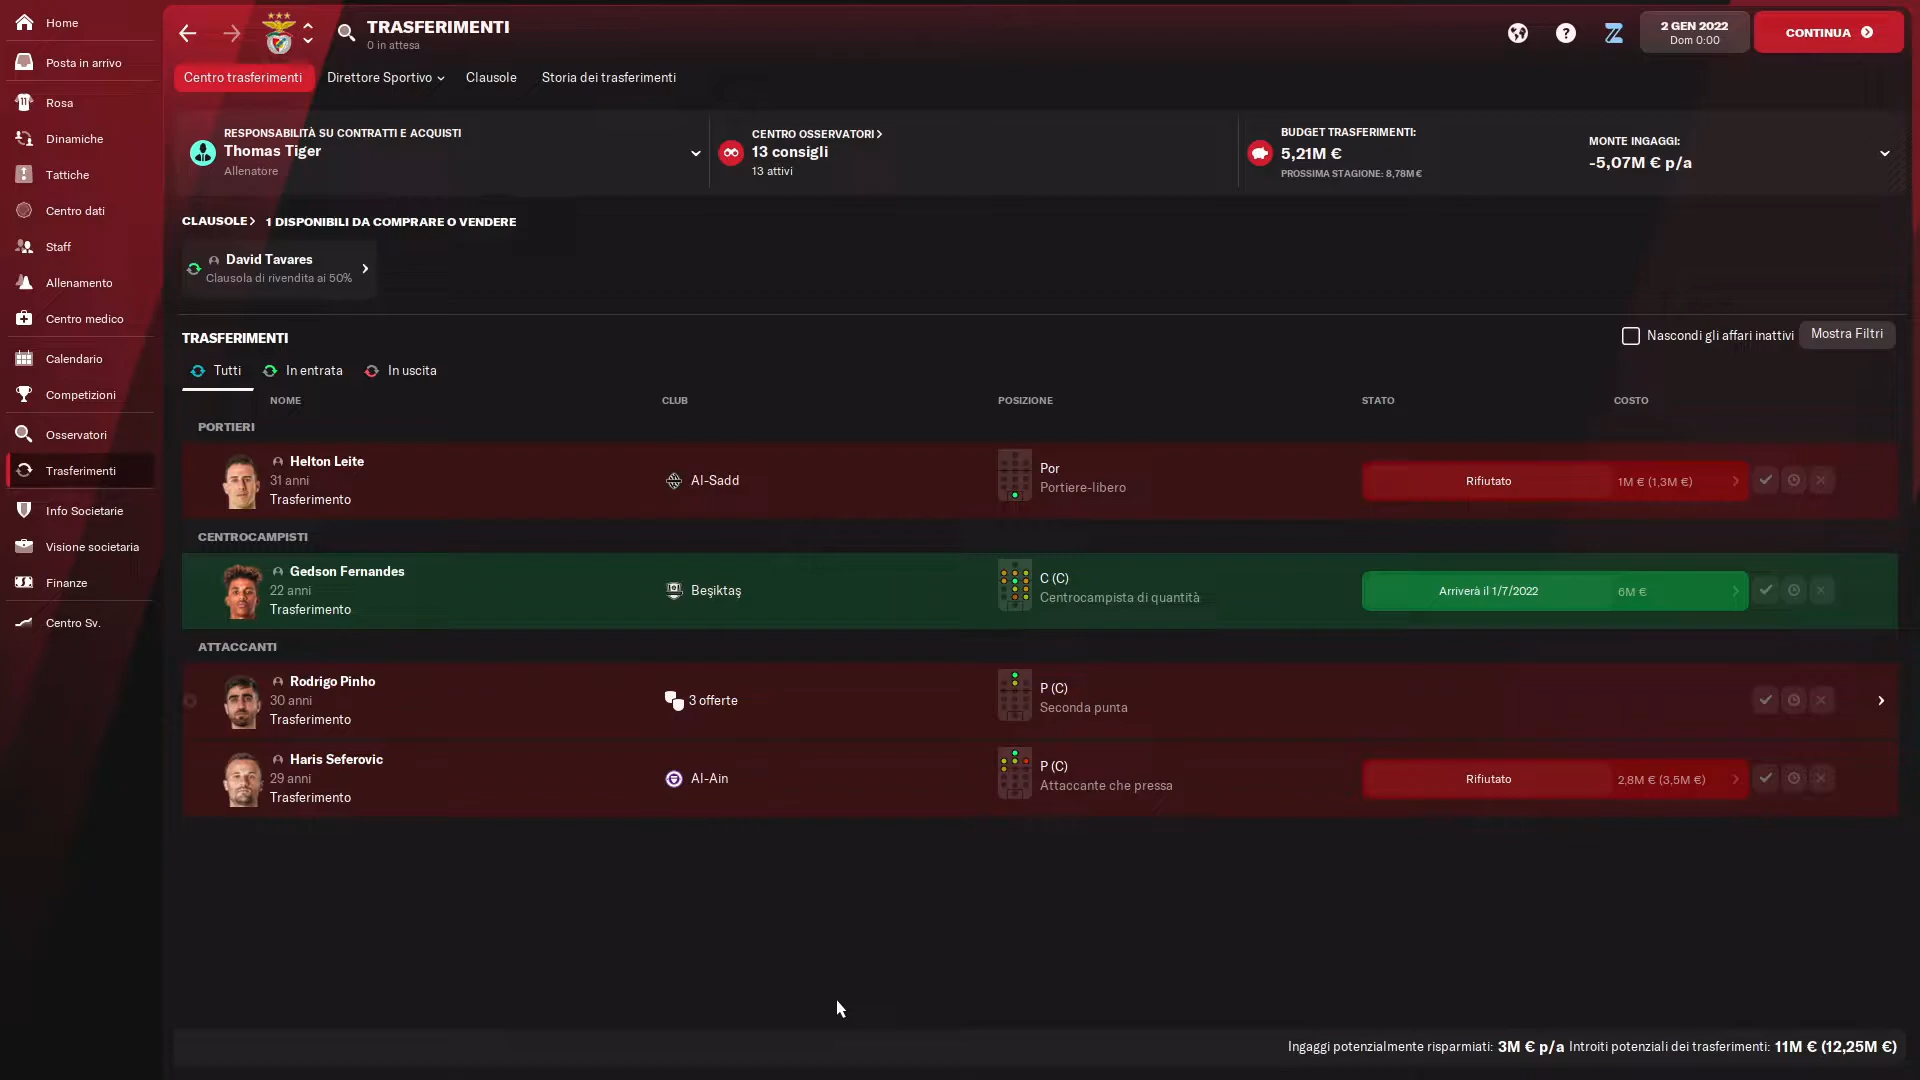 Home
Posta in arrivo
Rosa
Dinamiche
Tattiche
Centro dati
Staff
Allenamento
Centro medico
Calendario
Competizioni
Osservatori
Trasferimenti
Info Societarie
Visione societaria
Finanze
Centro Sv.
TRASFERIMENTI
0 in attesa
2 GEN 2022
Dom 0:00
CONTINUA
Centro trasferimenti
Direttore Sportivo
Clausole
Storia dei trasferimenti
RESPONSABILITÀ SU CONTRATTI E ACQUISTI
Thomas Tiger
Allenatore
CENTRO OSSERVATORI
13 consigli
13 attivi
BUDGET TRASFERIMENTI:
5,21M €
PROSSIMA STAGIONE: 8,78M €
MONTE INGAGGI:
-5,07M € p/a
CLAUSOLE 1 DISPONIBILI DA COMPRARE O VENDERE
David Tavares
Clausola di rivendita ai 50%
TRASFERIMENTI
Nascondi gli affari inattivi
Mostra Filtri
Tutti
In entrata
In uscita
NOME CLUB POSIZIONE STATO COSTO
PORTIERI
Helton Leite
31 anni
Trasferimento
Al-Sadd
Por
Portiere-libero
Rifiutato
1M € (1,3M €)
CENTROCAMPISTI
Gedson Fernandes
22 anni
Trasferimento
Beşiktaş
C (C)
Centrocampista di quantità
Arriverà il 1/7/2022
6M €
ATTACCANTI
Rodrigo Pinho
30 anni
Trasferimento
3 offerte
P (C)
Seconda punta
Haris Seferovic
29 anni
Trasferimento
Al-Ain
P (C)
Attaccante che pressa
Rifiutato
2,8M € (3,5M €)
Ingaggi potenzialmente risparmiati: 3M € p/a Introiti potenziali dei trasferimenti: 11M € (12,25M €)